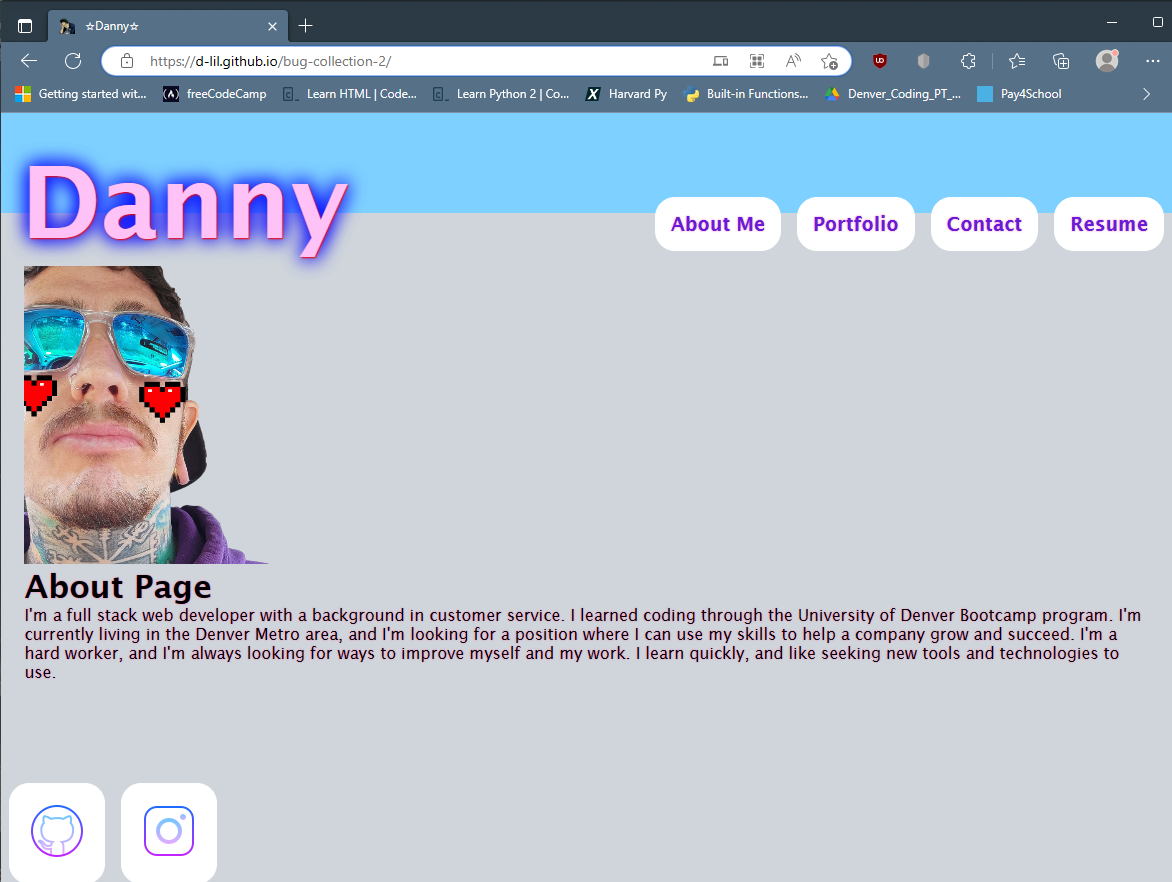 ☆Danny☆
https://d-lil.github.io/bug-collection-2/
Getting started wit... freeCodeCamp Learn HTML | Code... Learn Python 2 | Co... Harvard Py Built-in Functions... Denver_Coding_PT_... Pay4School
Danny
About Me Portfolio Contact Resume
About Page
I'm a full stack web developer with a background in customer service. I learned coding through the University of Denver Bootcamp program. I'm
currently living in the Denver Metro area, and I'm looking for a position where I can use my skills to help a company grow and succeed. I'm a
hard worker, and I'm always looking for ways to improve myself and my work. I learn quickly, and like seeking new tools and technologies to
use.